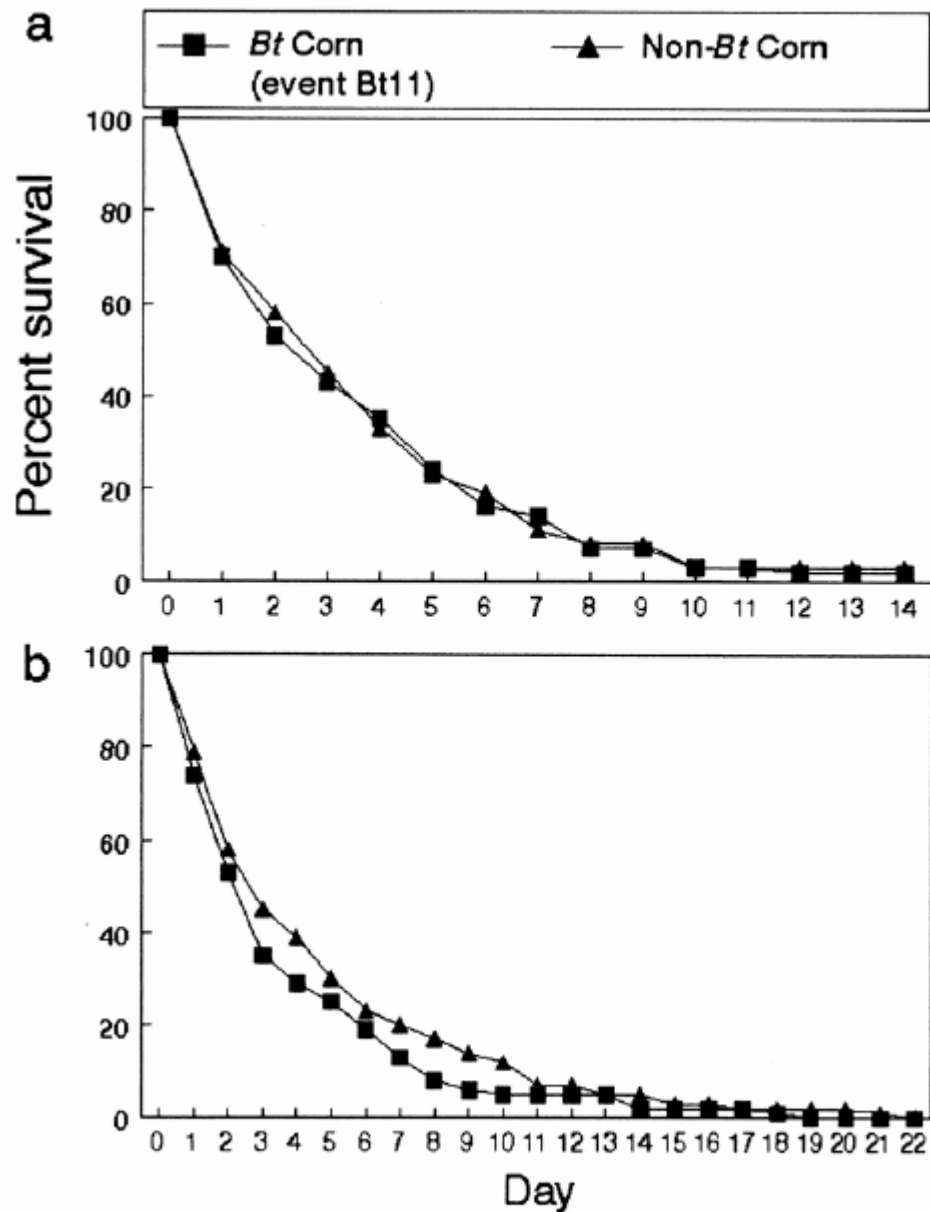 a
Bt Corn
(event Bt11)
Non-Bt Corn
Percent survival
100
80
60
40
20
0
0 1 2 3 4 5 6 7 8 9 10 11 12 13 14
b
100
80
60
40
20
0
0 1 2 3 4 5 6 7 8 9 10 11 12 13 14 15 16 17 18 19 20 21 22
Day